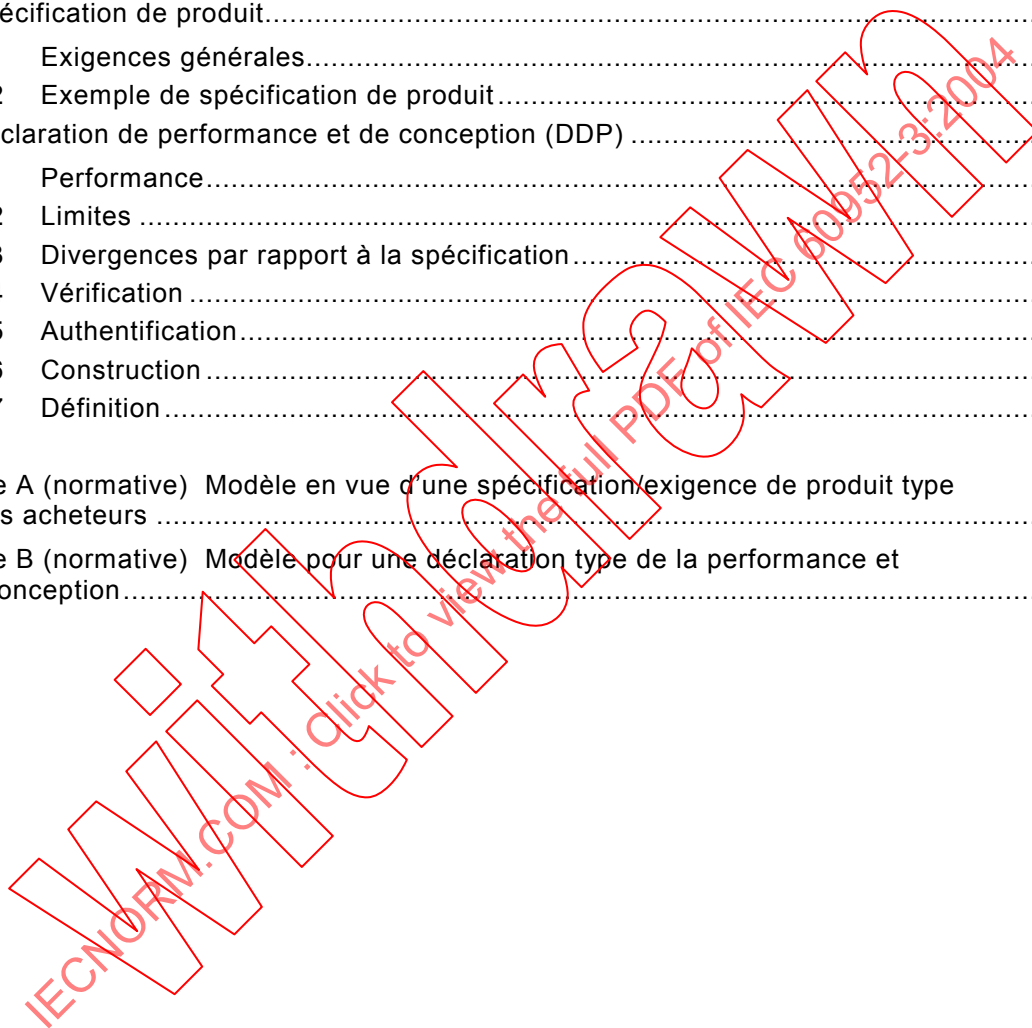 écification de produit
Exigences générales
2 Exemple de spécification de produit
claration de performance et de conception (DDP)
Performance
2 Limites
3 Divergences par rapport à la spécification
Vérification
5 Authentification
6 Construction
7 Définition
e A (normative) Modèle en vue d'une spécification/exigence de produit type
s acheteurs
e B (normative) Modèle pour une déclaration type de la performance et
onception
Withdrawn
IECNORM.COM : Click to view the full PDF of IEC 60952-3:2004